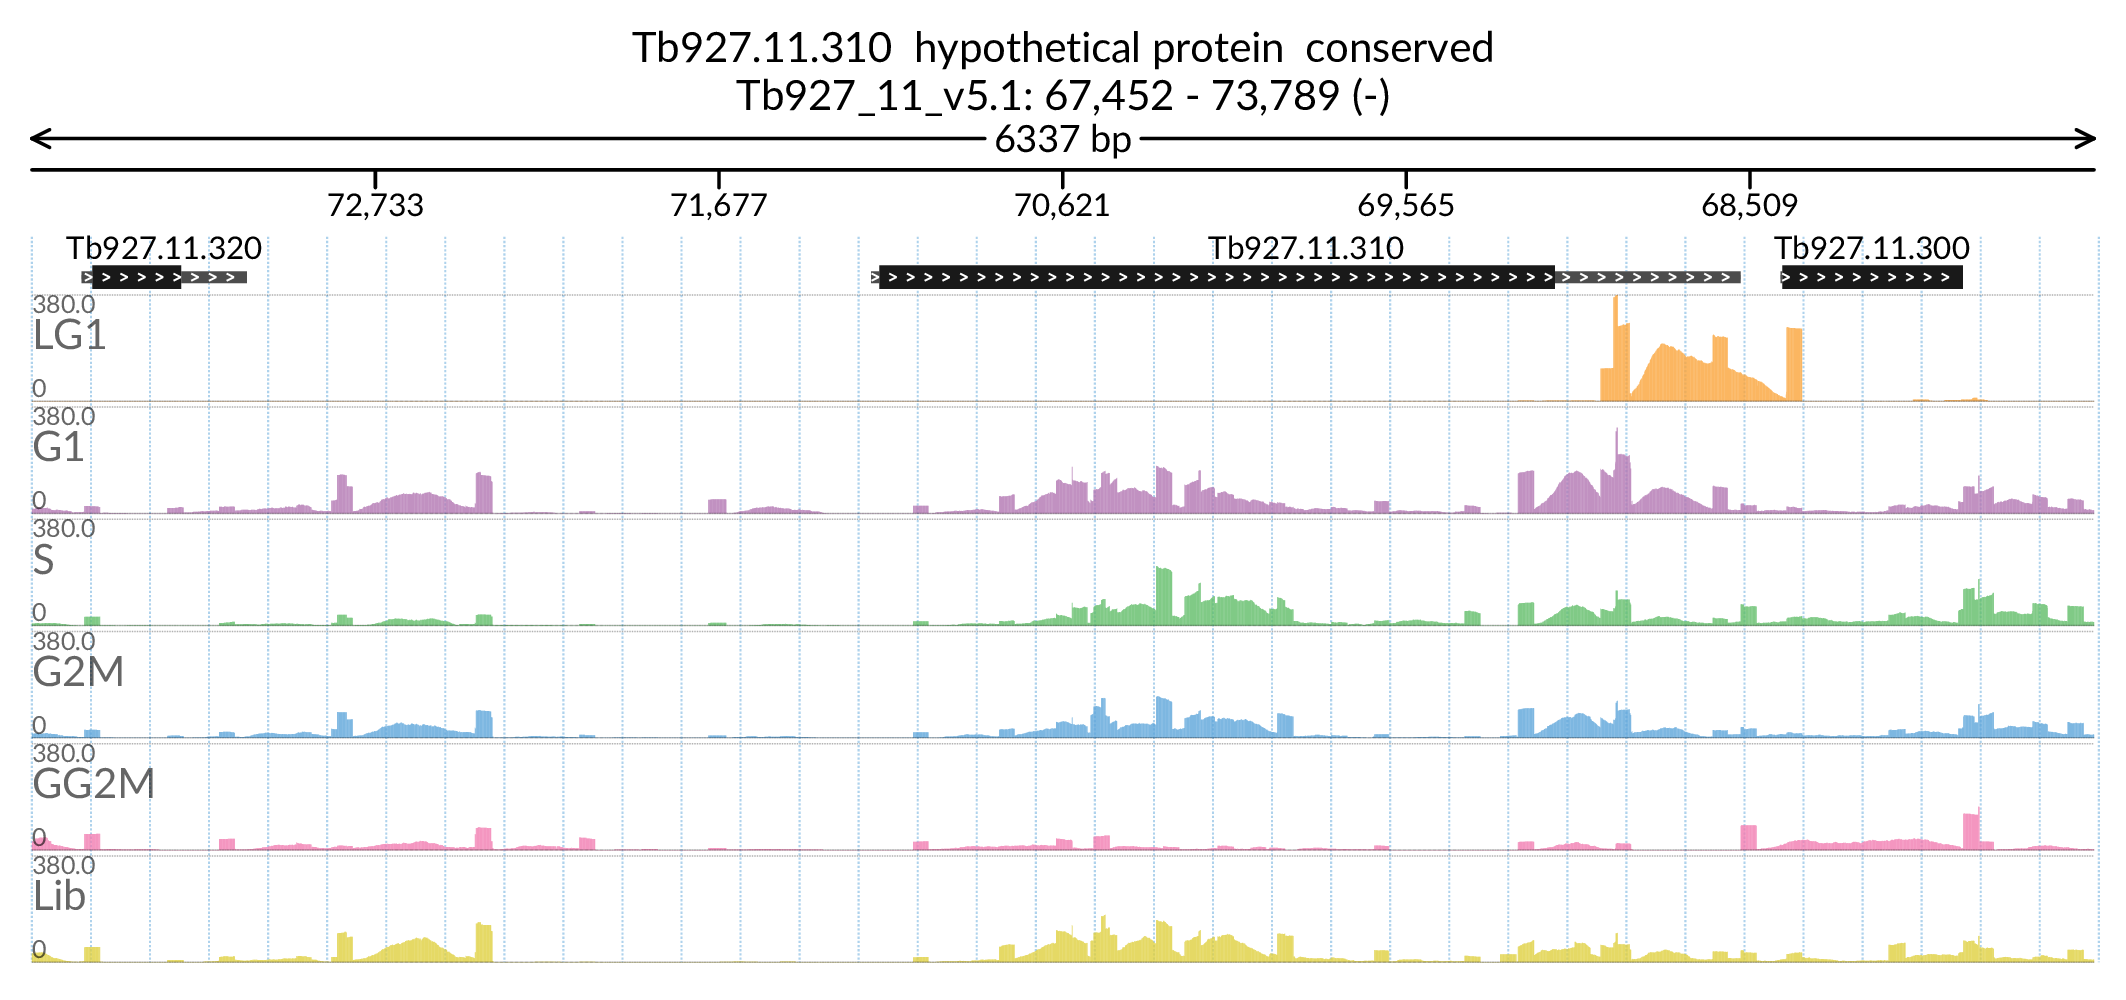 Tb927.11.310 hypothetical protein conserved
Tb927_11_v5.1: 67,452 - 73,789 (-)
6337 bp
72,733 71,677 70,621 69,565 68,509
Tb927.11.320 Tb927.11.310 Tb927.11.300
380.0
LG1
0
380.0
G1
0
380.0
S
0
380.0
G2M
0
380.0
GG2M
0
380.0
Lib
0